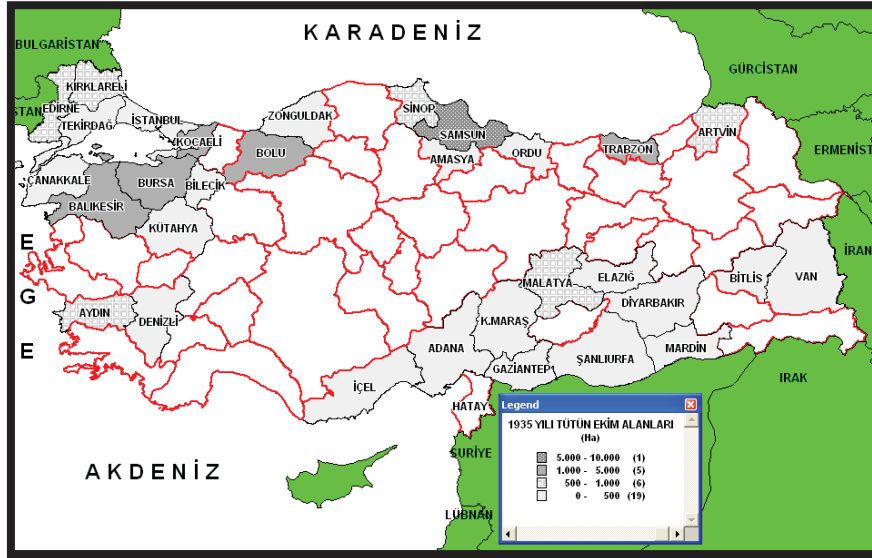 KARADENİZ
BULGARİSTAN
GÜRCİSTAN
KIRKLARELİ
EDİRNE
STAN
TEKİRDAĞ
İSTANBUL
ZONGULDAK
SİNOP
KOÇAELİ
SAMSUN
ARTVİN
BOLU
TRABZON
ERMENİST
AMASYA
ORDU
ÇANAKKALE
BURSA
BİLECİK
BALIKESİR
KÜTAHYA
İRAN
EGE
ELAZIĞ
BİTLİS
VAN
MALATYA
DİYARBAKIR
AYDIN
DENİZLİ
K.MARAŞ
ADANA
MARDİN
ŞANLIURFA
GAZİANTEP
İÇEL
IRAK
HATAY
Legend
1935 YILI TÜTÜN EKİM ALANLARI
(Ha)
5.000 - 10.000 (1)
1.000 - 5.000 (5)
500 - 1.000 (6)
0 - 500 (19)
SURİYE
AKDENİZ
LÜBNAN